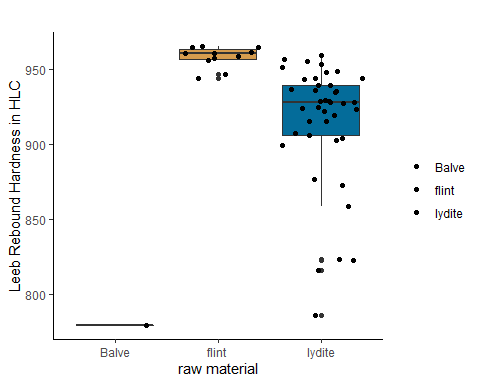 Leeb Rebound Hardness in HLC
950
900
850
800
Balve
flint
lydite
raw material
Balve
flint
lydite